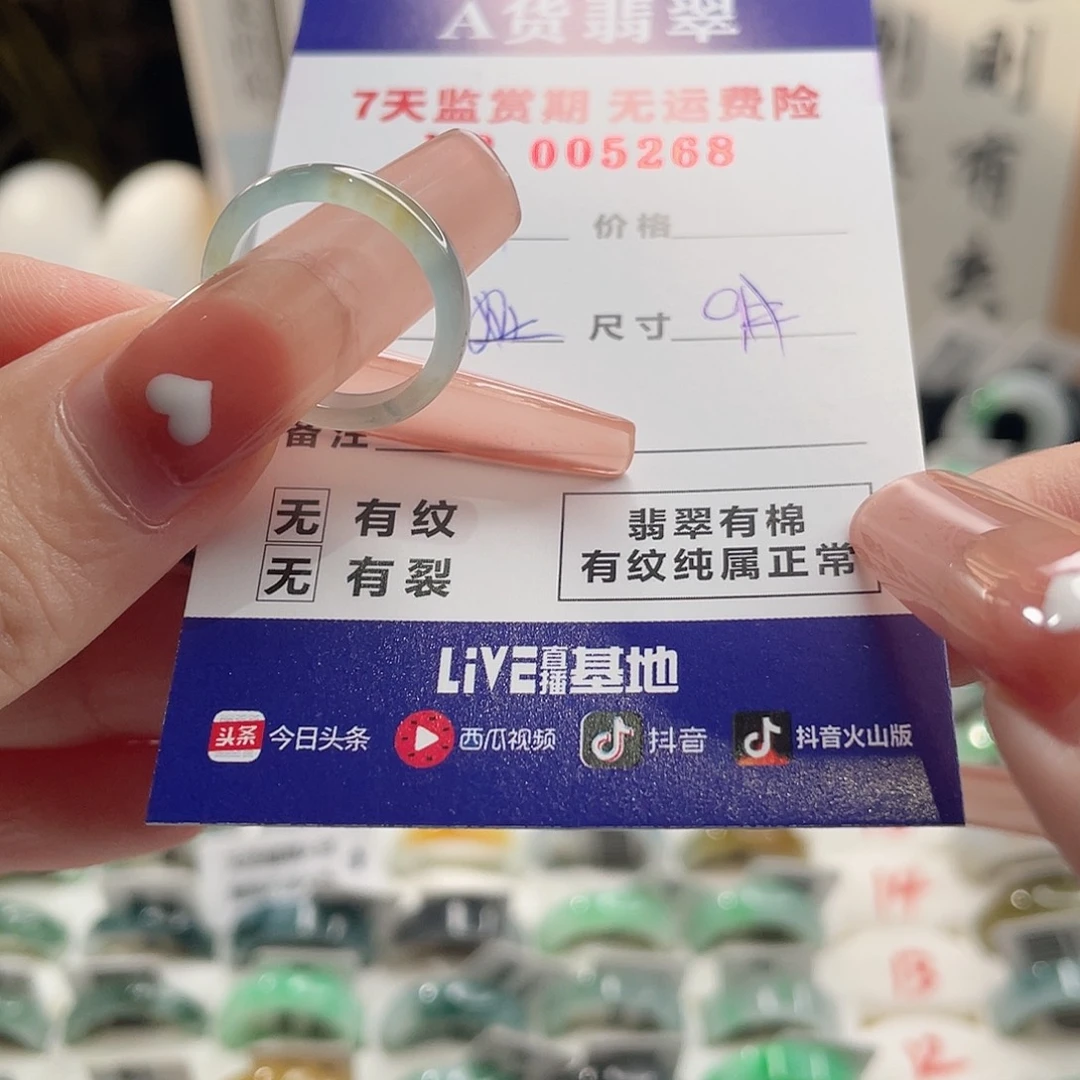 A货翡翠
7天监赏期 无运费险
005268
价格
尺寸
备注
无 有纹
无 有裂
翡翠有棉
有纹纯属正常
LiVE直播基地
头条 今日头条 西瓜视频 抖音 抖音火山版
14
13
12